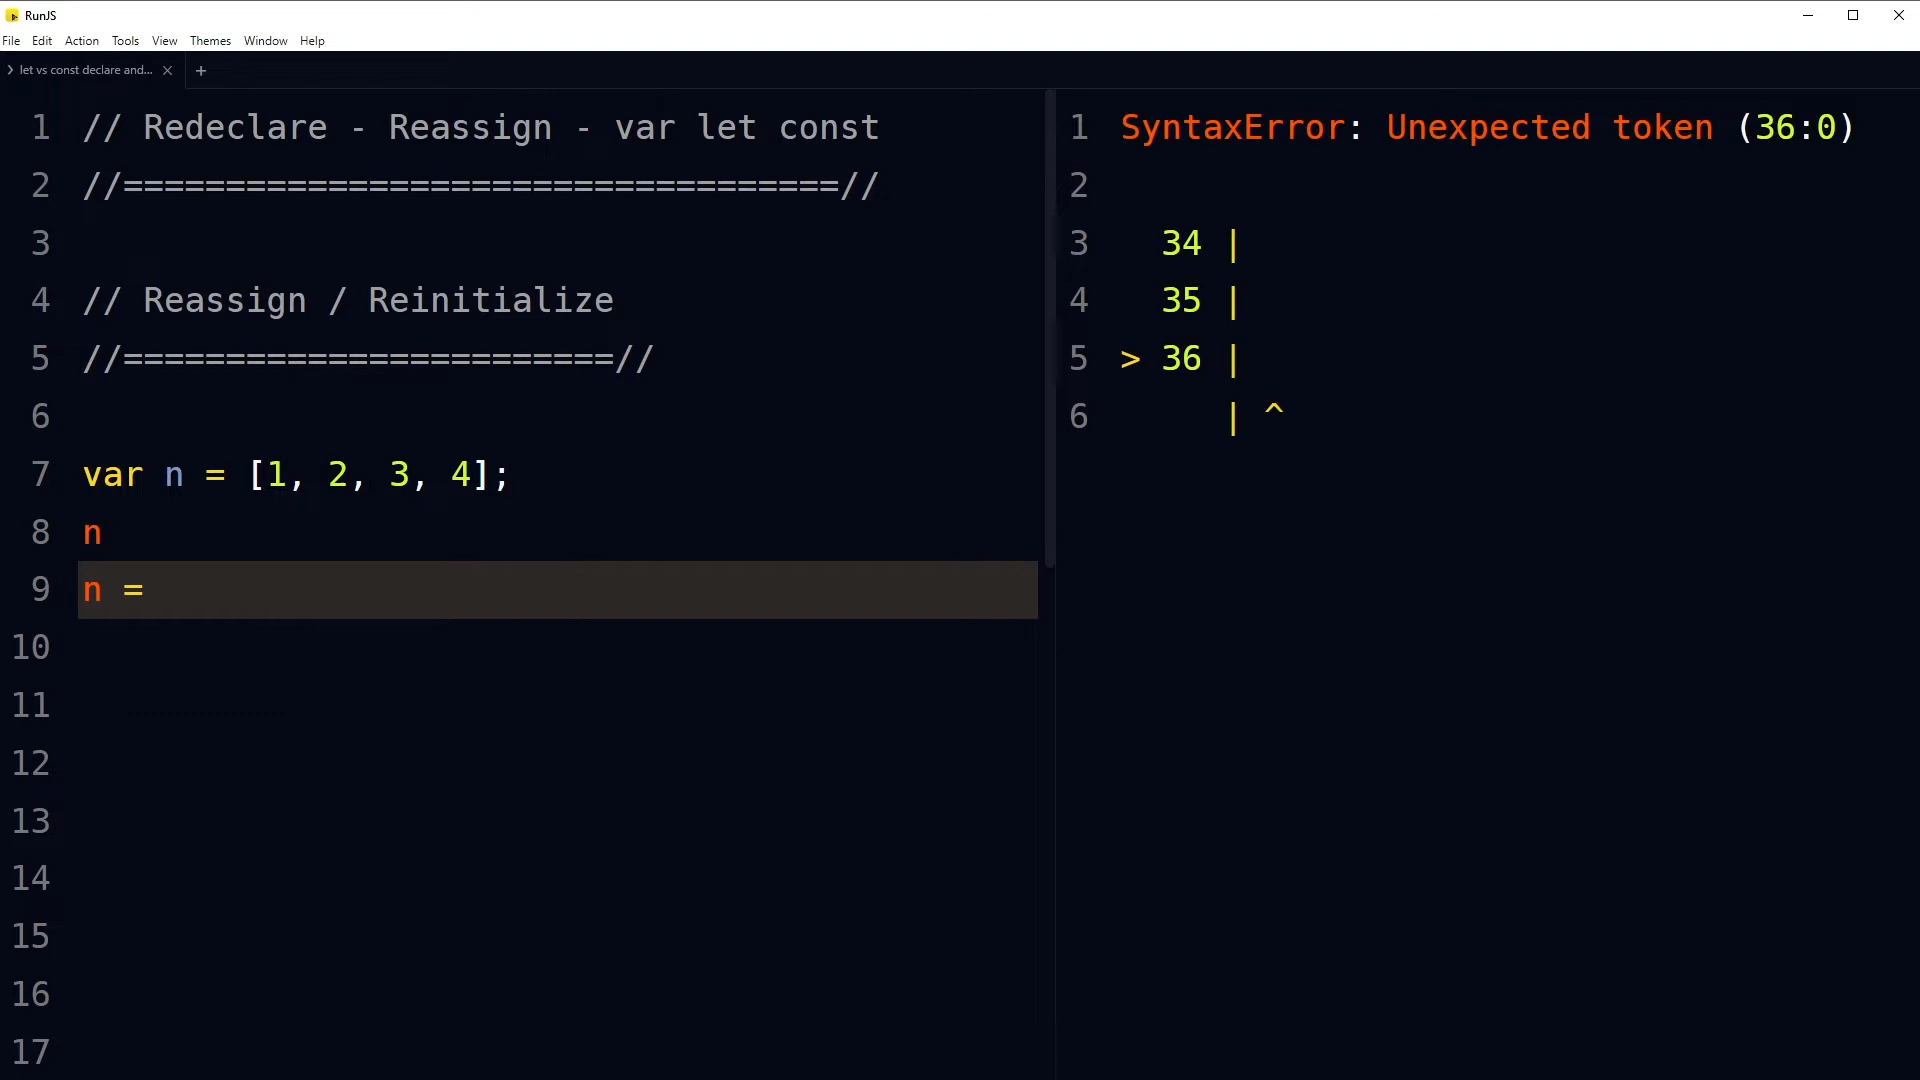 RunJS
File Edit Action Tools View Themes Window Help
let vs const declare and...
1 // Redeclare - Reassign - var let const
2 //===================================//
3
4 // Reassign / Reinitialize
5 //========================//
6
7 var n = [1, 2, 3, 4];
8 n
9 n =
10
11
12
13
14
15
16
17
1 SyntaxError: Unexpected token (36:0)
2
3 34 |
4 35 |
5 > 36 |
6 | ^